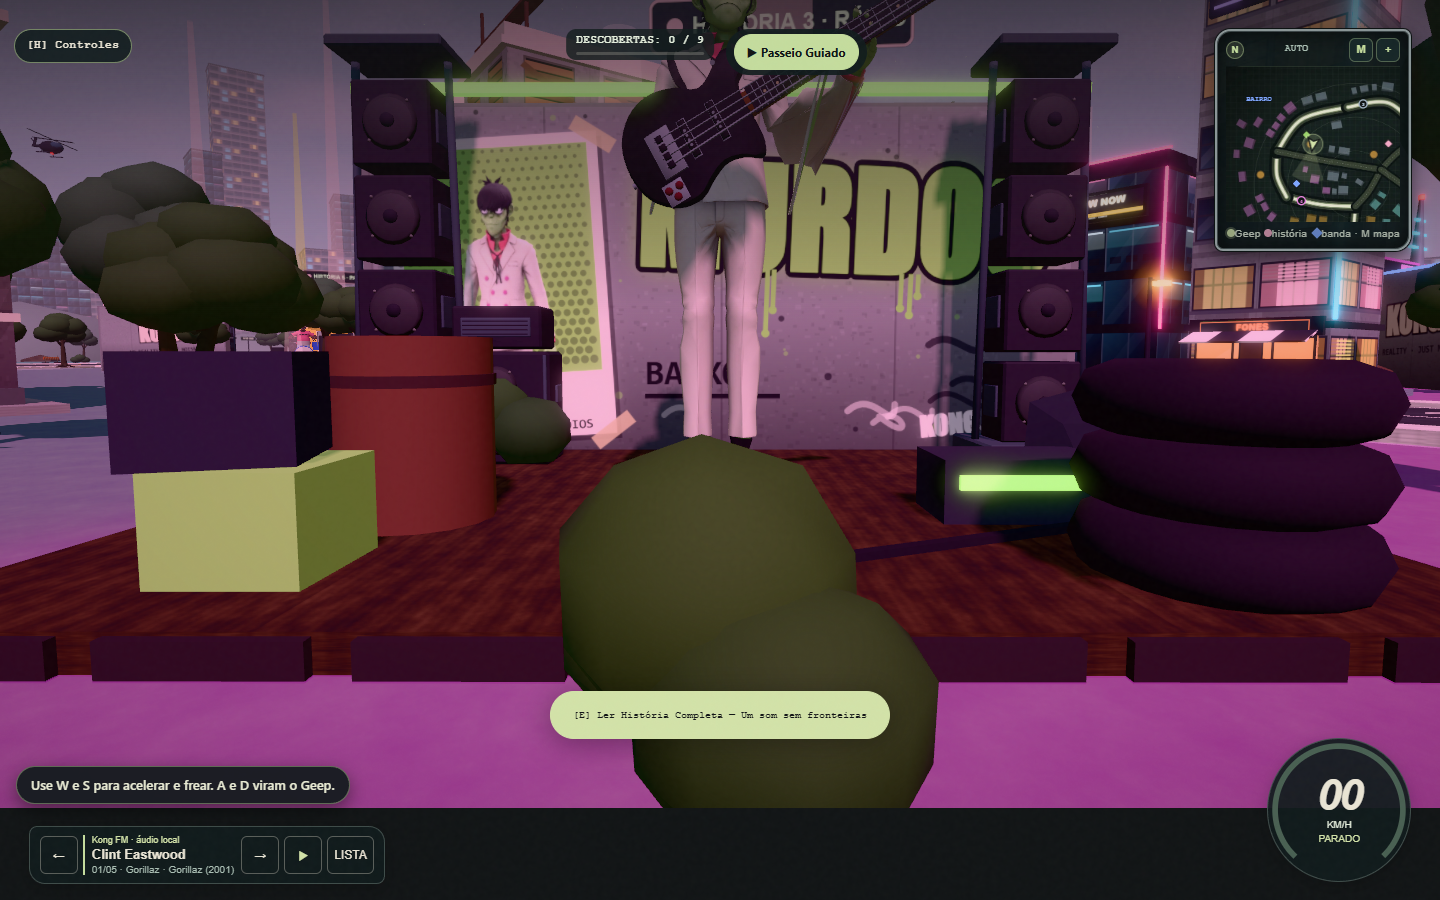 [H] Controles
DESCOBERTAS: 0 / 9
▶ Passeio Guiado
N
AUTO
M
+
BAIRRO
Geep história banda · M mapa
W NOW
FONES
KONG
[E] Ler História Completa — Um som sem fronteiras
Use W e S para acelerar e frear. A e D viram o Geep.
←
Kong FM · áudio local
Clint Eastwood
01/05 · Gorillaz · Gorillaz (2001)
→
▶
LISTA
00
KM/H
PARADO